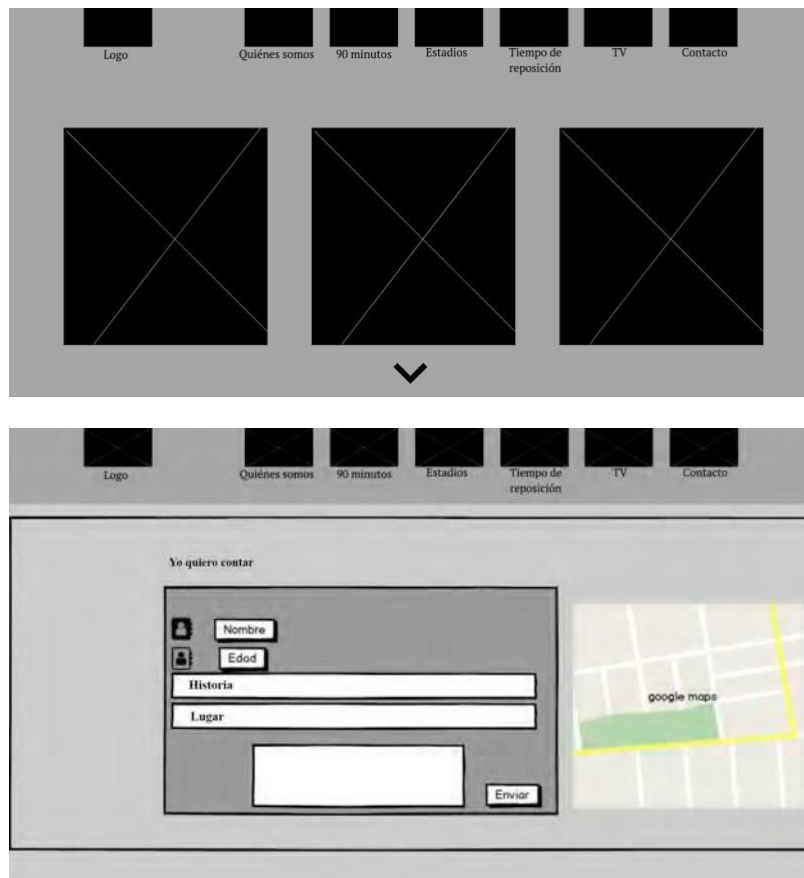 Logo
Quiénes somos
90 minutos
Estadios
Tiempo de
reposición
TV
Contacto
Logo
Quiénes somos
90 minutos
Estadios
Tiempo de
reposición
TV
Contacto
Yo quiero contar
Nombre
Edad
Historia
Lugar
Enviar
google maps